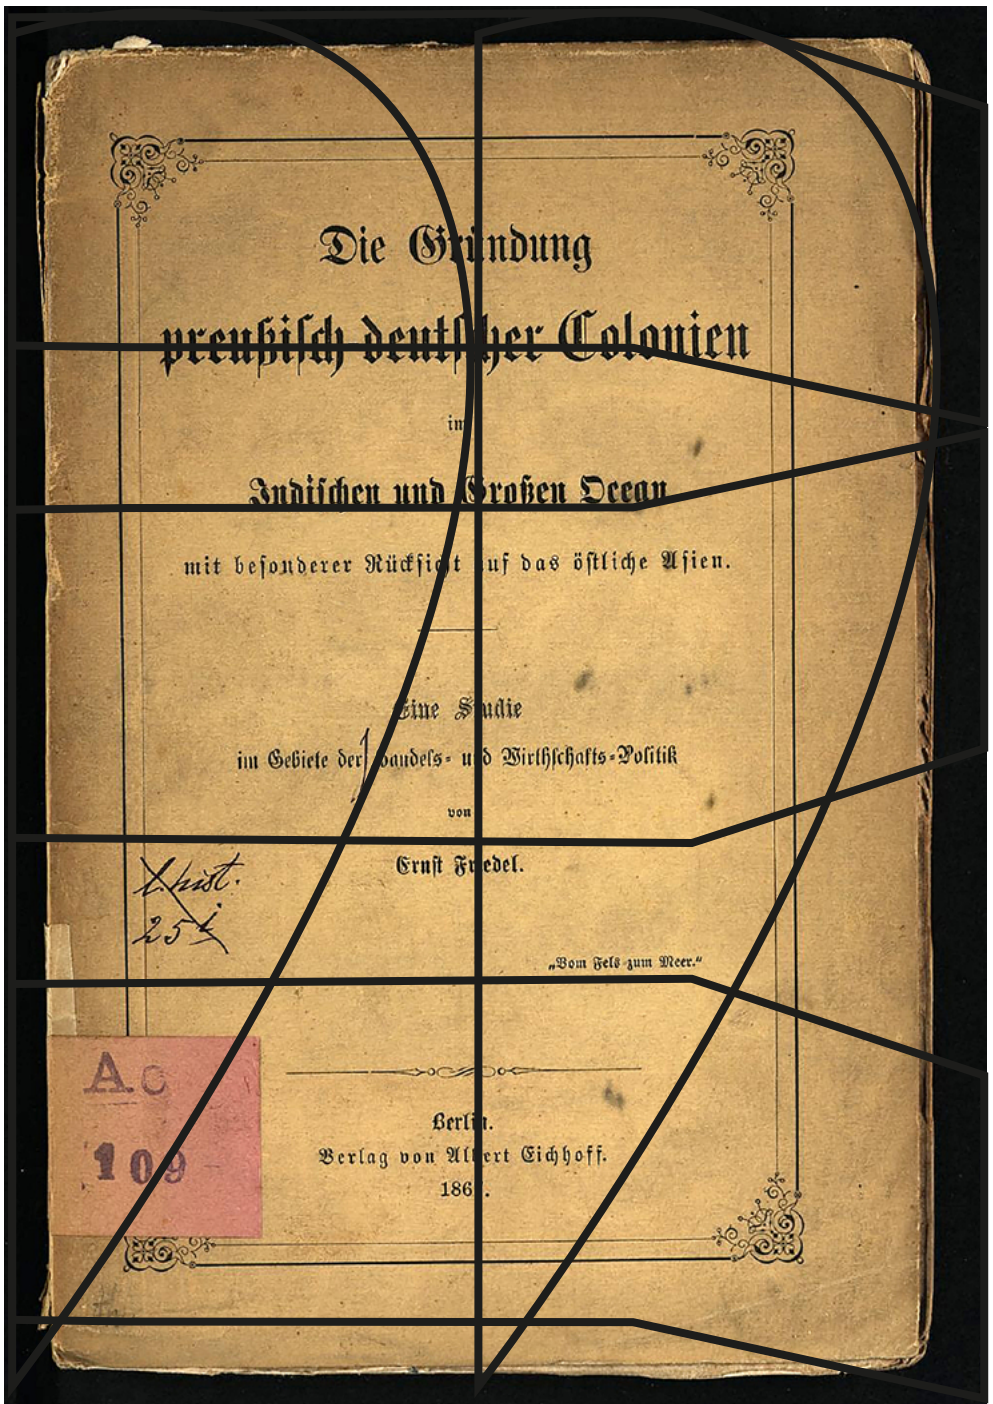 Die Gründung
preußisch deutscher Colonien
im
Indischen und Großen Ocean
mit besonderer Rücksicht auf das östliche Asien.
Eine Studie
im Gebiete der Handels- und Wirthschafts-Politik
von
Ernst Friedel.
l. hist.
25 i
„Vom Fels zum Meer.“
Ac
109
Berlin.
Verlag von Albert Eichhoff.